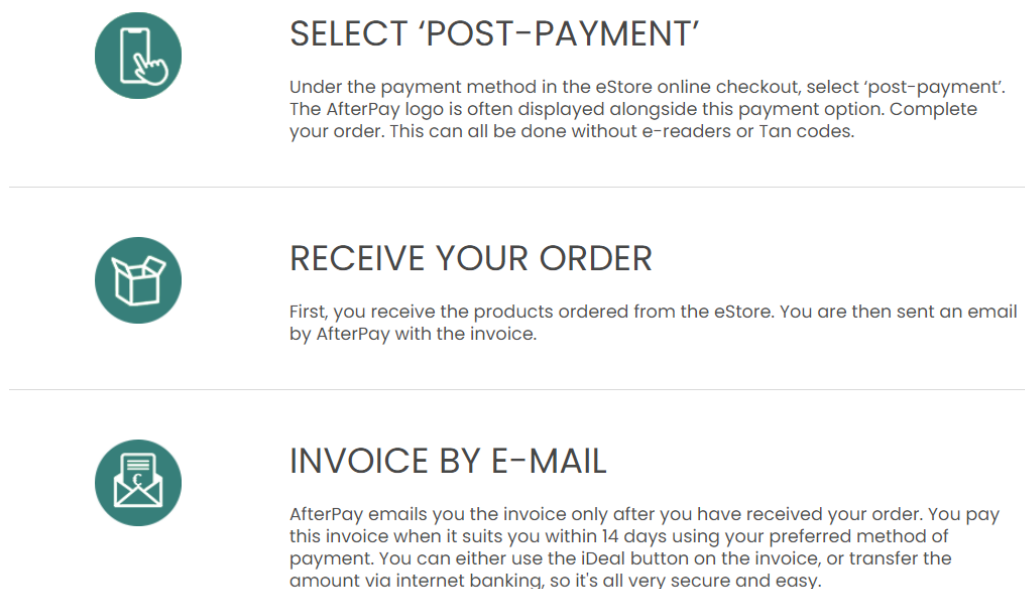 SELECT ‘POST-PAYMENT’
Under the payment method in the eStore online checkout, select ‘post-payment’.
The AfterPay logo is often displayed alongside this payment option. Complete
your order. This can all be done without e-readers or Tan codes.
RECEIVE YOUR ORDER
First, you receive the products ordered from the eStore. You are then sent an email
by AfterPay with the invoice.
INVOICE BY E-MAIL
AfterPay emails you the invoice only after you have received your order. You pay
this invoice when it suits you within 14 days using your preferred method of
payment. You can either use the iDeal button on the invoice, or transfer the
amount via internet banking, so it's all very secure and easy.